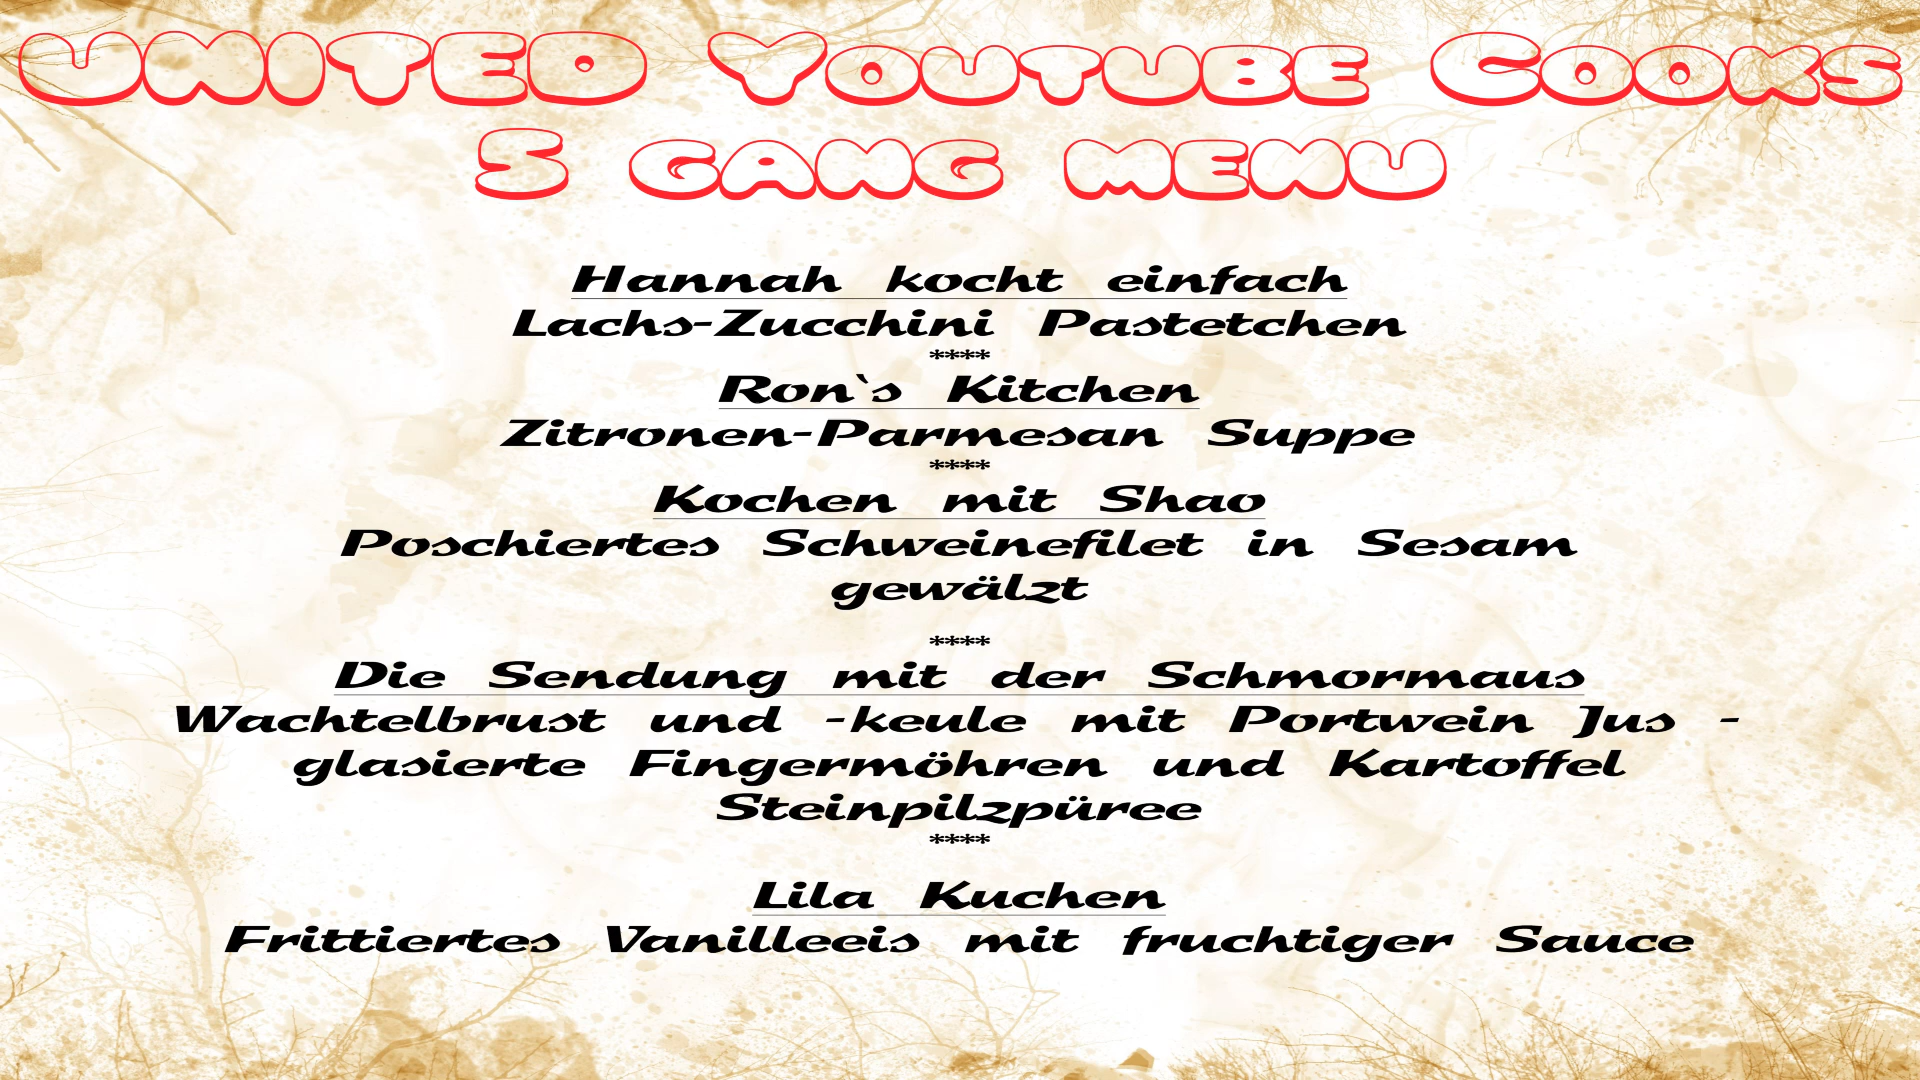 United Youtube Cooks
5 gang menu
Hannah kocht einfach
Lachs-Zucchini Pastetchen
****
Ron`s Kitchen
Zitronen-Parmesan Suppe
****
Kochen mit Shao
Poschiertes Schweinefilet in Sesam
gewälzt
****
Die Sendung mit der Schmormaus
Wachtelbrust und -keule mit Portwein Jus -
glasierte Fingermöhren und Kartoffel
Steinpilzpüree
****
Lila Kuchen
Frittiertes Vanilleeis mit fruchtiger Sauce